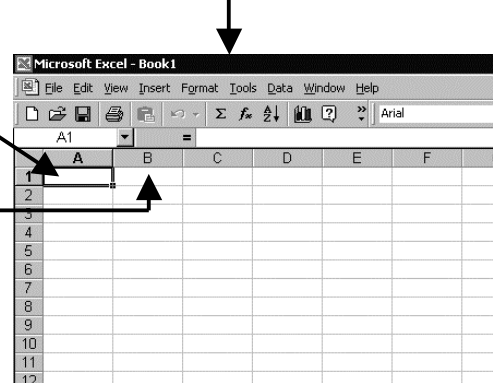 Microsoft Excel - Book1
File Edit View Insert Format Tools Data Window Help
Σ fx A Z ? » Arial
A1 =
A B C D E F
1
2
3
4
5
6
7
8
9
10
11
12